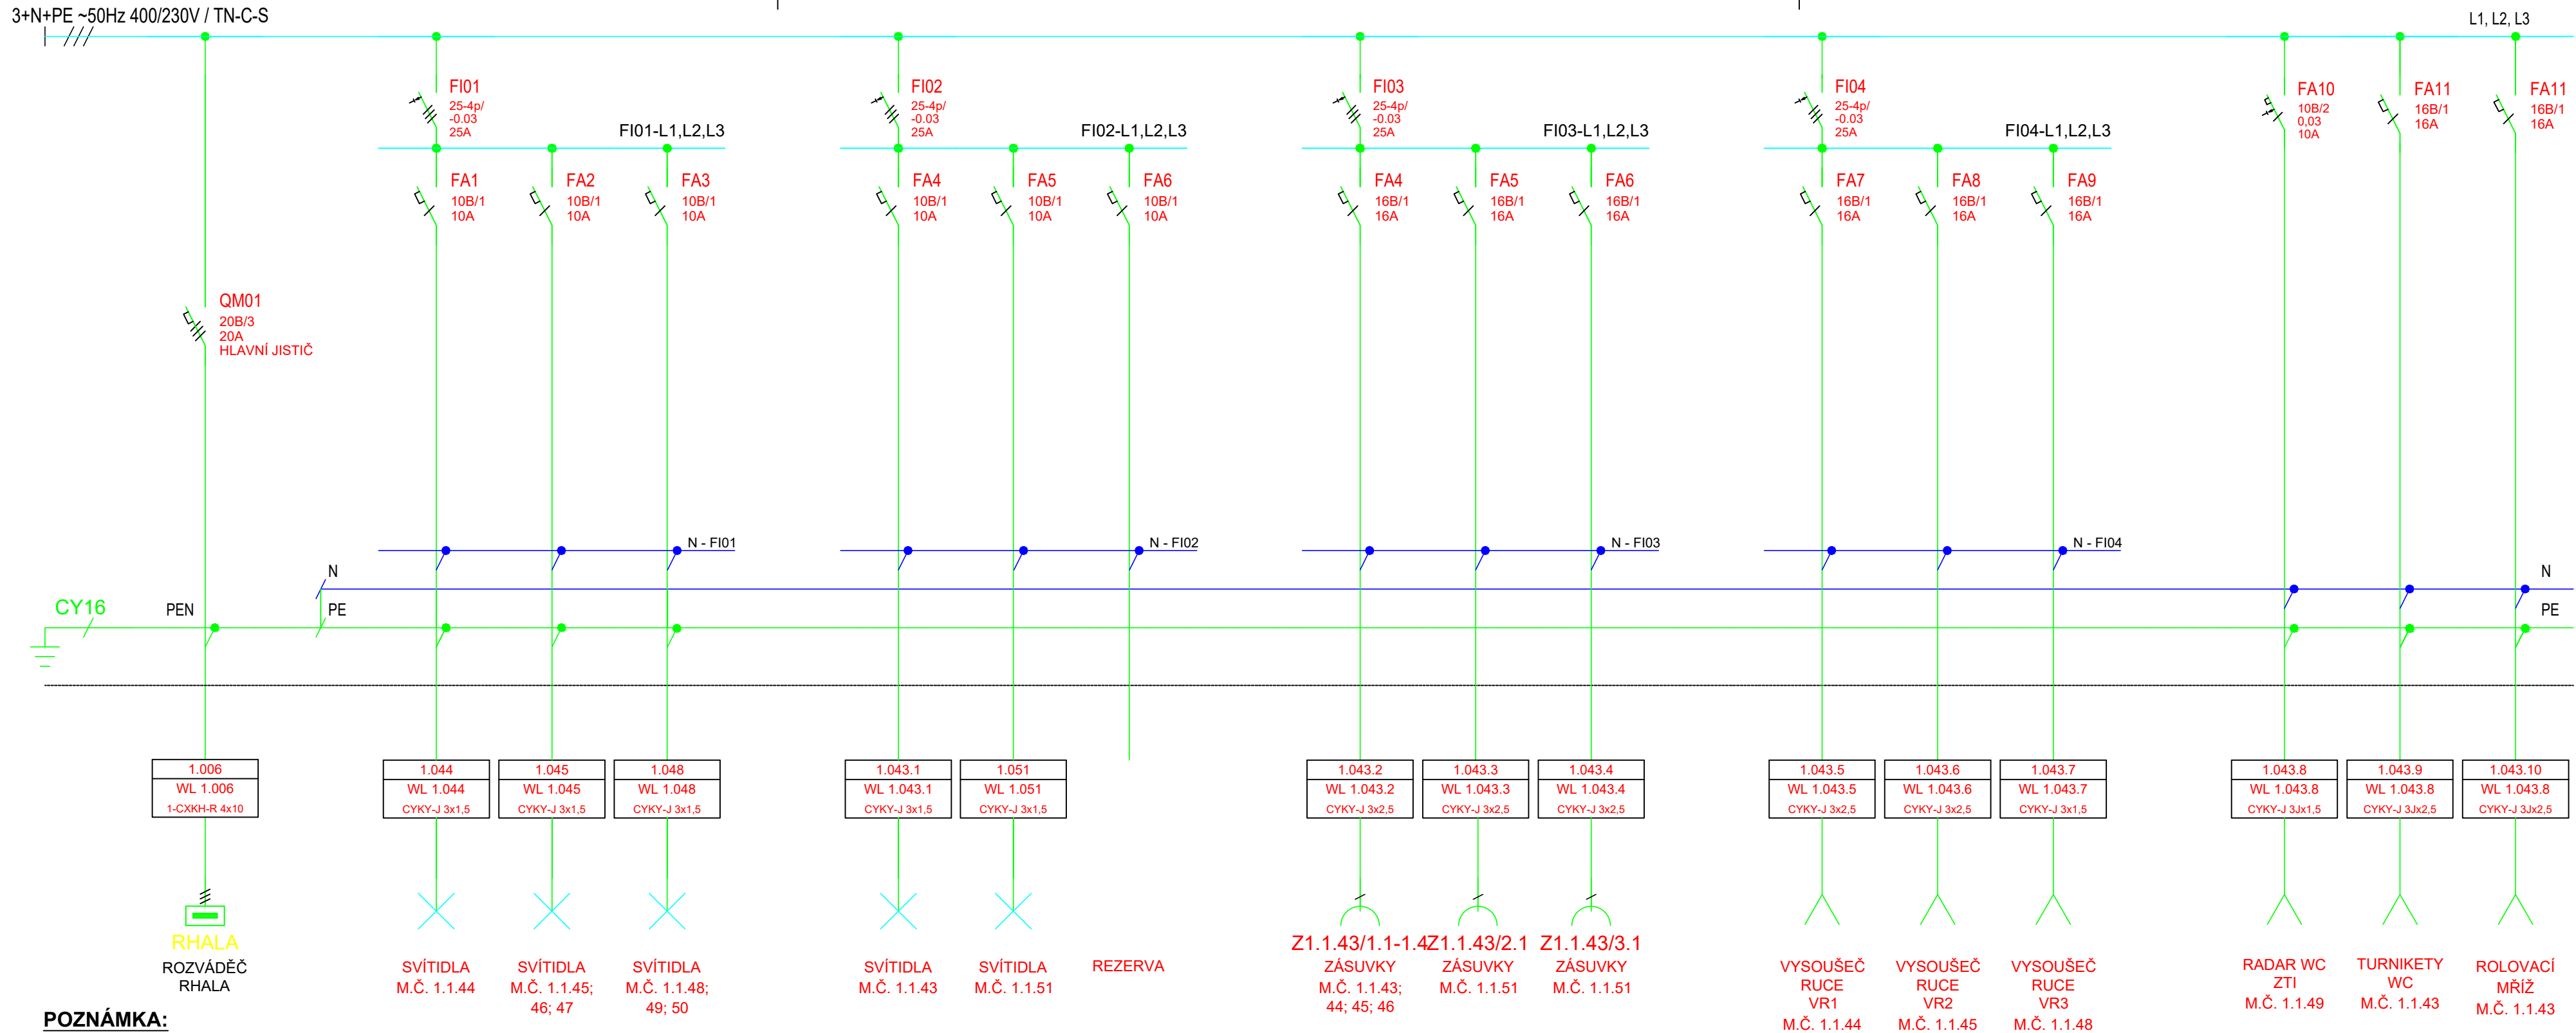 3+N+PE ~50Hz 400/230V / TN-C-S
L1, L2, L3
FI01
25-4p/
-0.03
25A
FI01-L1,L2,L3
FI02
25-4p/
-0.03
25A
FI02-L1,L2,L3
FI03
25-4p/
-0.03
25A
FI03-L1,L2,L3
FI04
25-4p/
-0.03
25A
FI04-L1,L2,L3
FA10
10B/2
0,03
10A
FA11
16B/1
16A
FA11
16B/1
16A
FA1
10B/1
10A
FA2
10B/1
10A
FA3
10B/1
10A
FA4
10B/1
10A
FA5
10B/1
10A
FA6
10B/1
10A
FA4
16B/1
16A
FA5
16B/1
16A
FA6
16B/1
16A
FA7
16B/1
16A
FA8
16B/1
16A
FA9
16B/1
16A
QM01
20B/3
20A
HLAVNÍ JISTIČ
N - FI01
N - FI02
N - FI03
N - FI04
N
N
CY16
PEN
PE
PE
1.006
WL 1.006
1-CXKH-R 4x10
1.044
WL 1.044
CYKY-J 3x1,5
1.045
WL 1.045
CYKY-J 3x1,5
1.048
WL 1.048
CYKY-J 3x1,5
1.043.1
WL 1.043.1
CYKY-J 3x1,5
1.051
WL 1.051
CYKY-J 3x1,5
1.043.2
WL 1.043.2
CYKY-J 3x2,5
1.043.3
WL 1.043.3
CYKY-J 3x2,5
1.043.4
WL 1.043.4
CYKY-J 3x2,5
1.043.5
WL 1.043.5
CYKY-J 3x2,5
1.043.6
WL 1.043.6
CYKY-J 3x2,5
1.043.7
WL 1.043.7
CYKY-J 3x1,5
1.043.8
WL 1.043.8
CYKY-J 3Jx1,5
1.043.9
WL 1.043.8
CYKY-J 3Jx2,5
1.043.10
WL 1.043.8
CYKY-J 3Jx2,5
RHALA
ROZVÁDĚČ
RHALA
SVÍTIDLA
M.Č. 1.1.44
SVÍTIDLA
M.Č. 1.1.45;
46; 47
SVÍTIDLA
M.Č. 1.1.48;
49; 50
SVÍTIDLA
M.Č. 1.1.43
SVÍTIDLA
M.Č. 1.1.51
REZERVA
Z1.1.43/1.1-1.4
ZÁSUVKY
M.Č. 1.1.43;
44; 45; 46
Z1.1.43/2.1
ZÁSUVKY
M.Č. 1.1.51
Z1.1.43/3.1
ZÁSUVKY
M.Č. 1.1.51
VYSOUŠEČ
RUCE
VR1
M.Č. 1.1.44
VYSOUŠEČ
RUCE
VR2
M.Č. 1.1.45
VYSOUŠEČ
RUCE
VR3
M.Č. 1.1.48
RADAR WC
ZTI
M.Č. 1.1.49
TURNIKETY
WC
M.Č. 1.1.43
ROLOVACÍ
MŘÍŽ
M.Č. 1.1.43
POZNÁMKA: